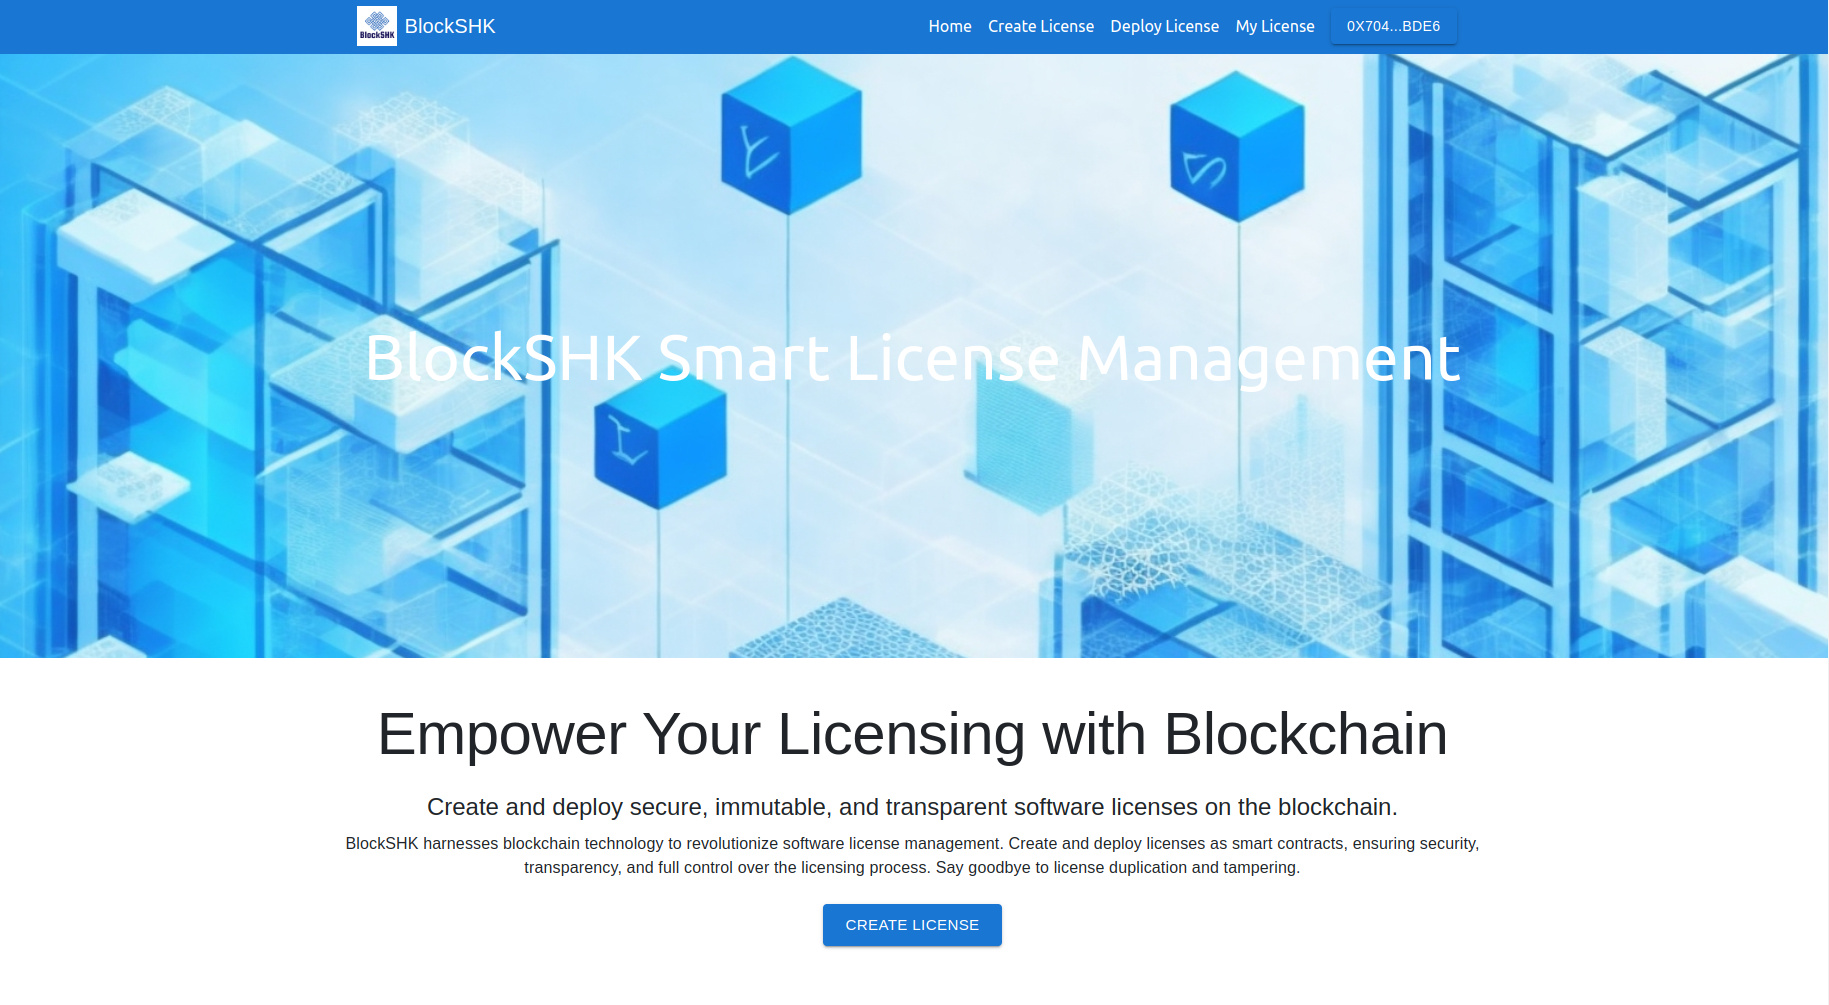 BlockSHK
BlockSHK
Home
Create License
Deploy License
My License
0X704...BDE6
BlockSHK Smart License Management
Empower Your Licensing with Blockchain
Create and deploy secure, immutable, and transparent software licenses on the blockchain.
BlockSHK harnesses blockchain technology to revolutionize software license management. Create and deploy licenses as smart contracts, ensuring security,
transparency, and full control over the licensing process. Say goodbye to license duplication and tampering.
CREATE LICENSE